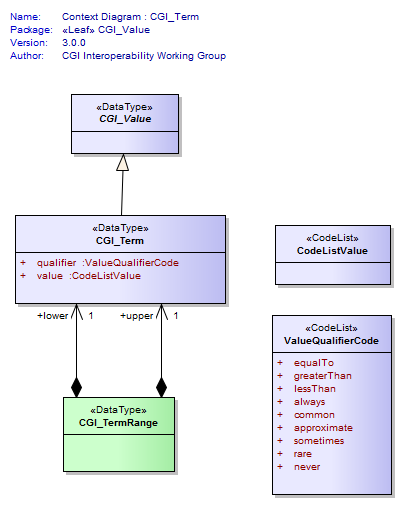 Name: Context Diagram : CGI_Term
Package: «Leaf» CGI_Value
Version: 3.0.0
Author: CGI Interoperability Working Group
«DataType»
CGI_Value
«DataType»
CGI_Term
+ qualifier :ValueQualifierCode
+ value :CodeListValue
«CodeList»
CodeListValue
+lower 1 +upper 1
«DataType»
CGI_TermRange
«CodeList»
ValueQualifierCode
+ equalTo
+ greaterThan
+ lessThan
+ always
+ common
+ approximate
+ sometimes
+ rare
+ never